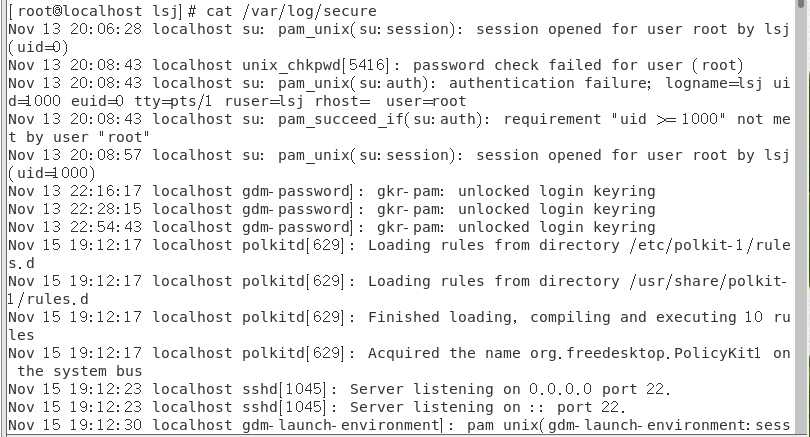 [root@localhost lsj]# cat /var/log/secure
Nov 13 20:06:28 localhost su: pam_unix(su:session): session opened for user root by lsj
(uid=0)
Nov 13 20:08:43 localhost unix_chkpwd[5416]: password check failed for user (root)
Nov 13 20:08:43 localhost su: pam_unix(su:auth): authentication failure; logname=lsj ui
d=1000 euid=0 tty=pts/1 ruser=lsj rhost=  user=root
Nov 13 20:08:43 localhost su: pam_succeed_if(su:auth): requirement "uid >= 1000" not me
t by user "root"
Nov 13 20:08:57 localhost su: pam_unix(su:session): session opened for user root by lsj
(uid=1000)
Nov 13 22:16:17 localhost gdm-password]: gkr-pam: unlocked login keyring
Nov 13 22:28:15 localhost gdm-password]: gkr-pam: unlocked login keyring
Nov 13 22:54:43 localhost gdm-password]: gkr-pam: unlocked login keyring
Nov 15 19:12:17 localhost polkitd[629]: Loading rules from directory /etc/polkit-1/rule
s.d
Nov 15 19:12:17 localhost polkitd[629]: Loading rules from directory /usr/share/polkit-
1/rules.d
Nov 15 19:12:17 localhost polkitd[629]: Finished loading, compiling and executing 10 ru
les
Nov 15 19:12:17 localhost polkitd[629]: Acquired the name org.freedesktop.PolicyKit1 on
 the system bus
Nov 15 19:12:23 localhost sshd[1045]: Server listening on 0.0.0.0 port 22.
Nov 15 19:12:23 localhost sshd[1045]: Server listening on :: port 22.
Nov 15 19:12:30 localhost gdm-launch-environment]: pam_unix(gdm-launch-environment:sess